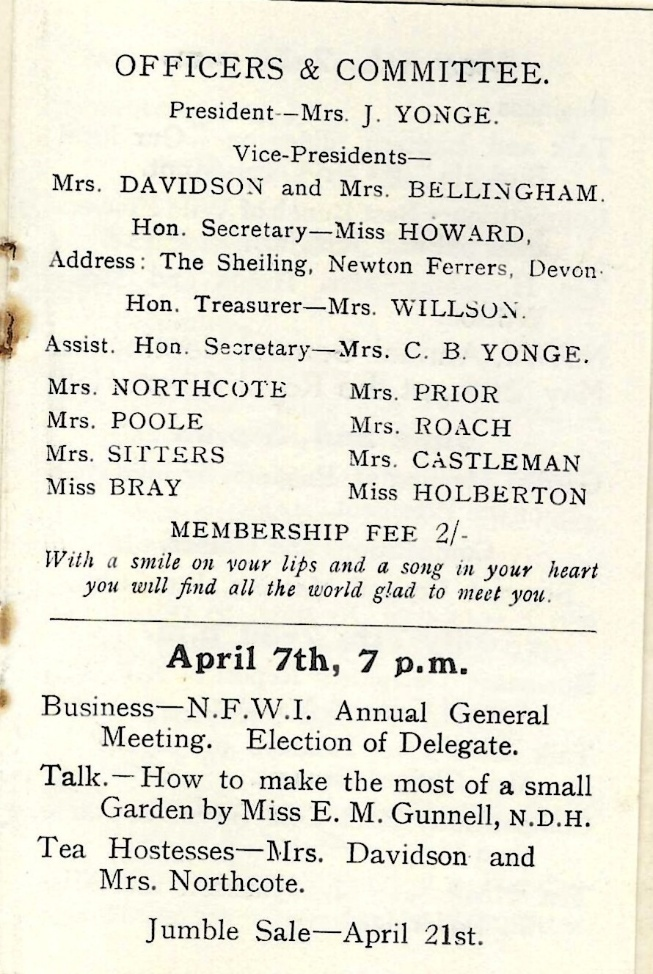 OFFICERS & COMMITTEE.
President--Mrs. J. YONGE.
Vice-Presidents—
Mrs. DAVIDSON and Mrs. BELLINGHAM.
Hon. Secretary—Miss HOWARD,
Address: The Sheiling, Newton Ferrers, Devon.
Hon. Treasurer—Mrs. WILLSON.
Assist. Hon. Secretary—Mrs. C. B. YONGE.
Mrs. NORTHCOTE Mrs. PRIOR
Mrs. POOLE Mrs. ROACH
Mrs. SITTERS Mrs. CASTLEMAN
Miss BRAY Miss HOLBERTON
MEMBERSHIP FEE 2/-
With a smile on your lips and a song in your heart
you will find all the world glad to meet you.
April 7th, 7 p.m.
Business—N.F.W.I. Annual General
Meeting. Election of Delegate.
Talk.—How to make the most of a small
Garden by Miss E. M. Gunnell, N.D.H.
Tea Hostesses—Mrs. Davidson and
Mrs. Northcote.
Jumble Sale—April 21st.